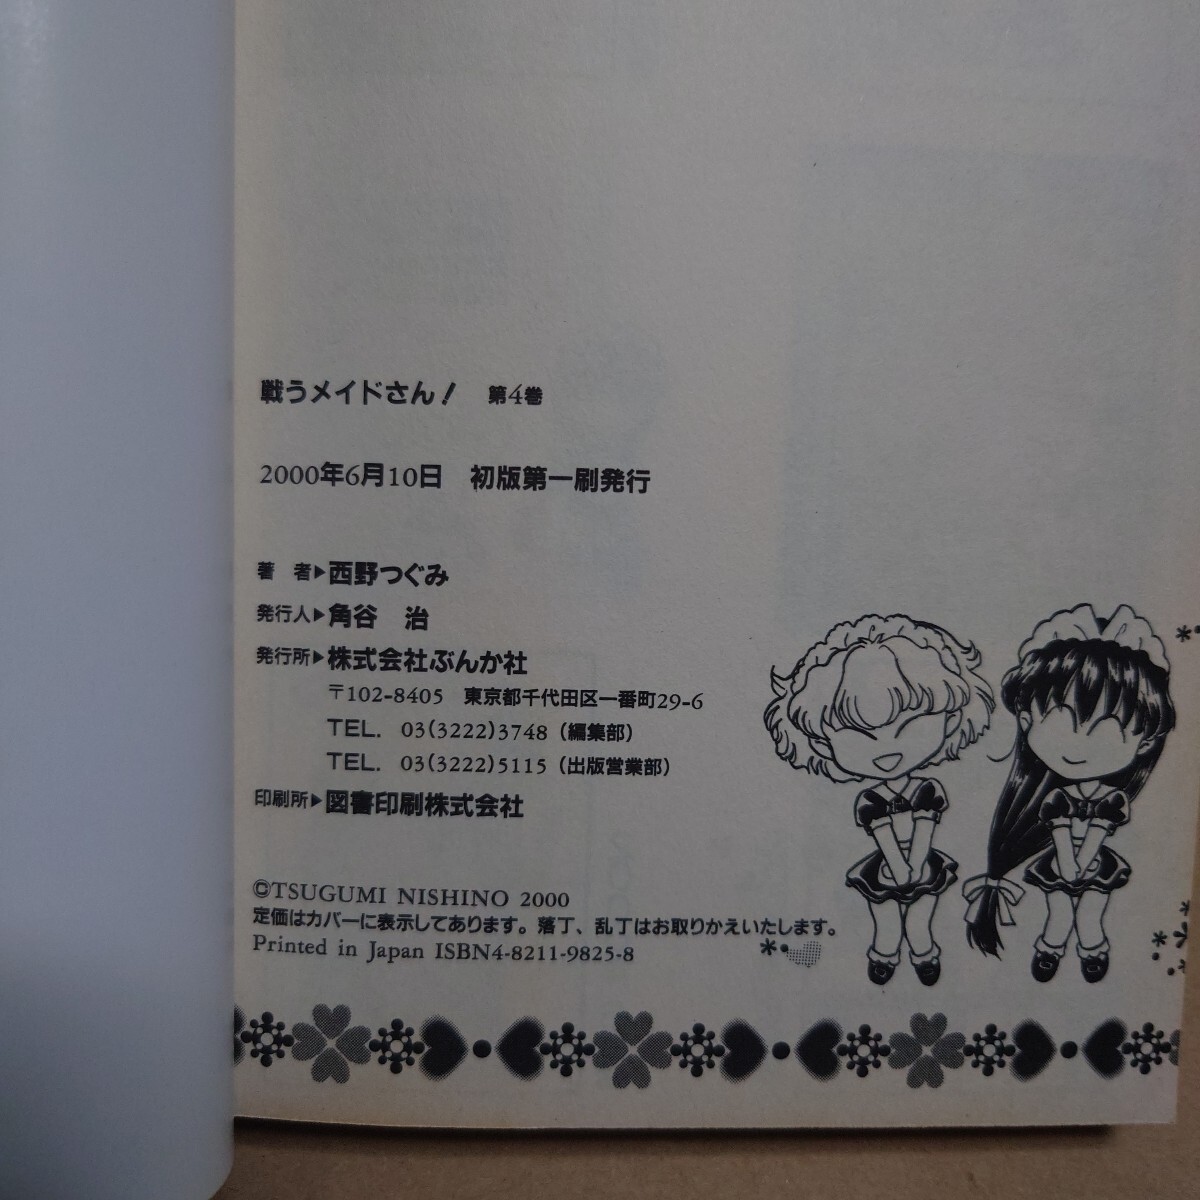 戦うメイドさん！ 第4巻
2000年6月10日 初版第一刷発行
著 者▶西野つぐみ
発行人▶角谷 治
発行所▶株式会社ぶんか社
〒102-8405 東京都千代田区一番町29-6
TEL. 03(3222)3748（編集部）
TEL. 03(3222)5115（出版営業部）
印刷所▶図書印刷株式会社
©TSUGUMI NISHINO 2000
定価はカバーに表示してあります。落丁、乱丁はお取りかえいたします。
Printed in Japan ISBN4-8211-9825-8